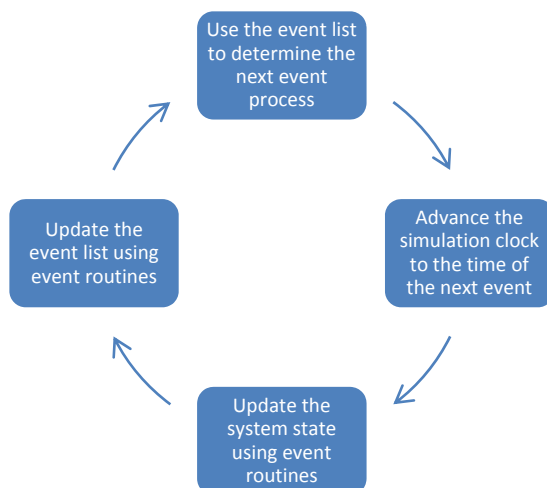 Use the event list
to determine the
next event
process
Advance the
simulation clock
to the time of
the next event
Update the
system state
using event
routines
Update the
event list using
event routines